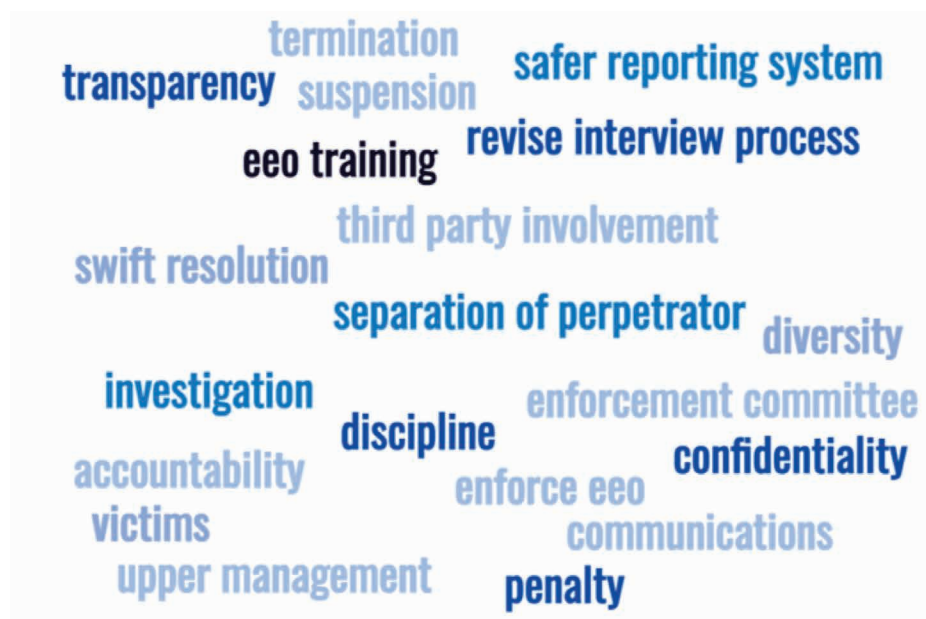 termination
safer reporting system
transparency
suspension
revise interview process
eeo training
third party involvement
swift resolution
separation of perpetrator
diversity
investigation
enforcement committee
discipline
confidentiality
accountability
enforce eeo
victims
communications
upper management
penalty